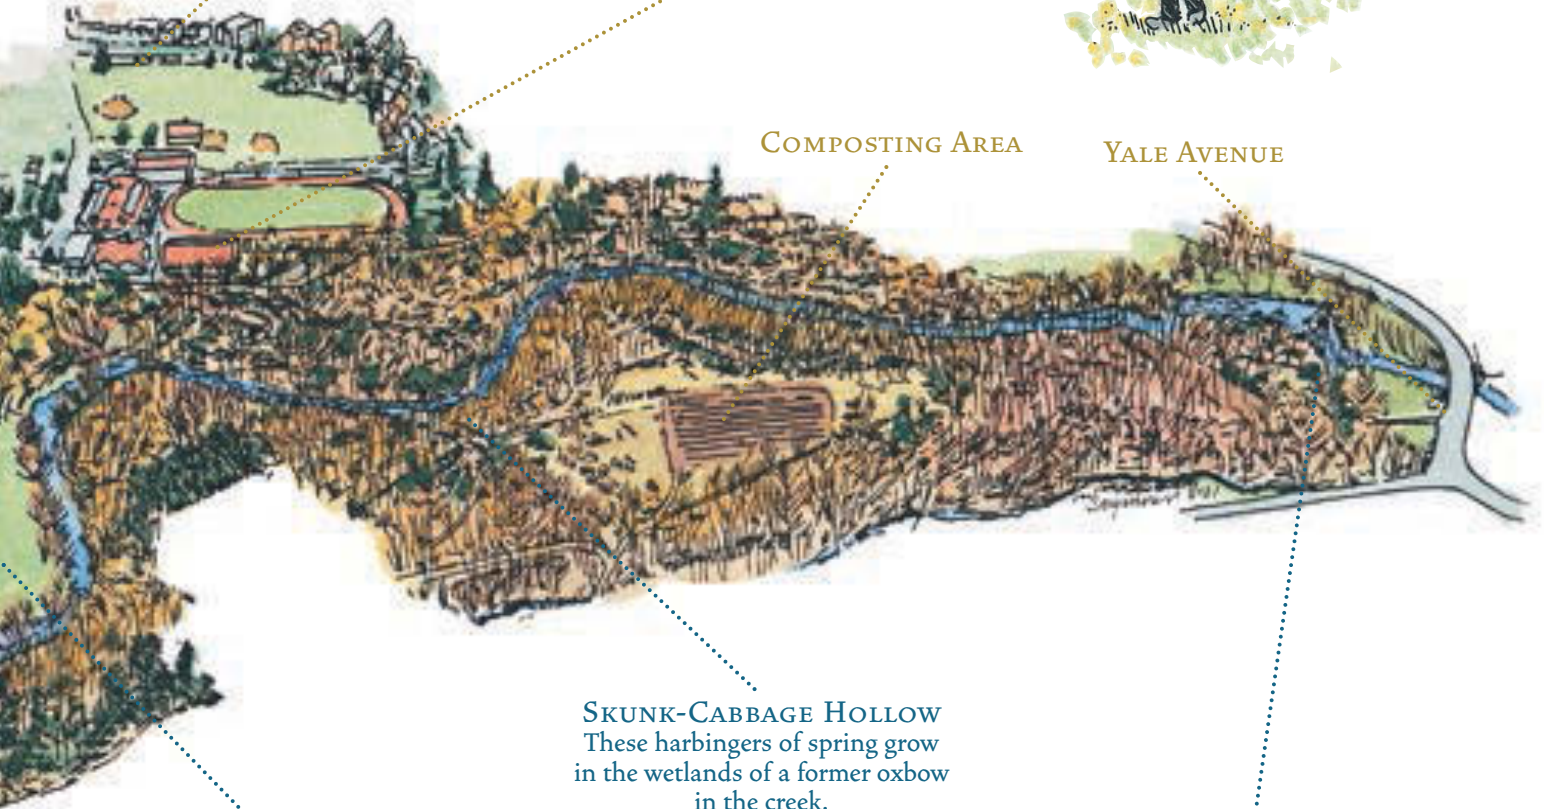 Composting Area
Yale Avenue
Skunk-Cabbage Hollow
These harbingers of spring grow
in the wetlands of a former oxbow
in the creek.